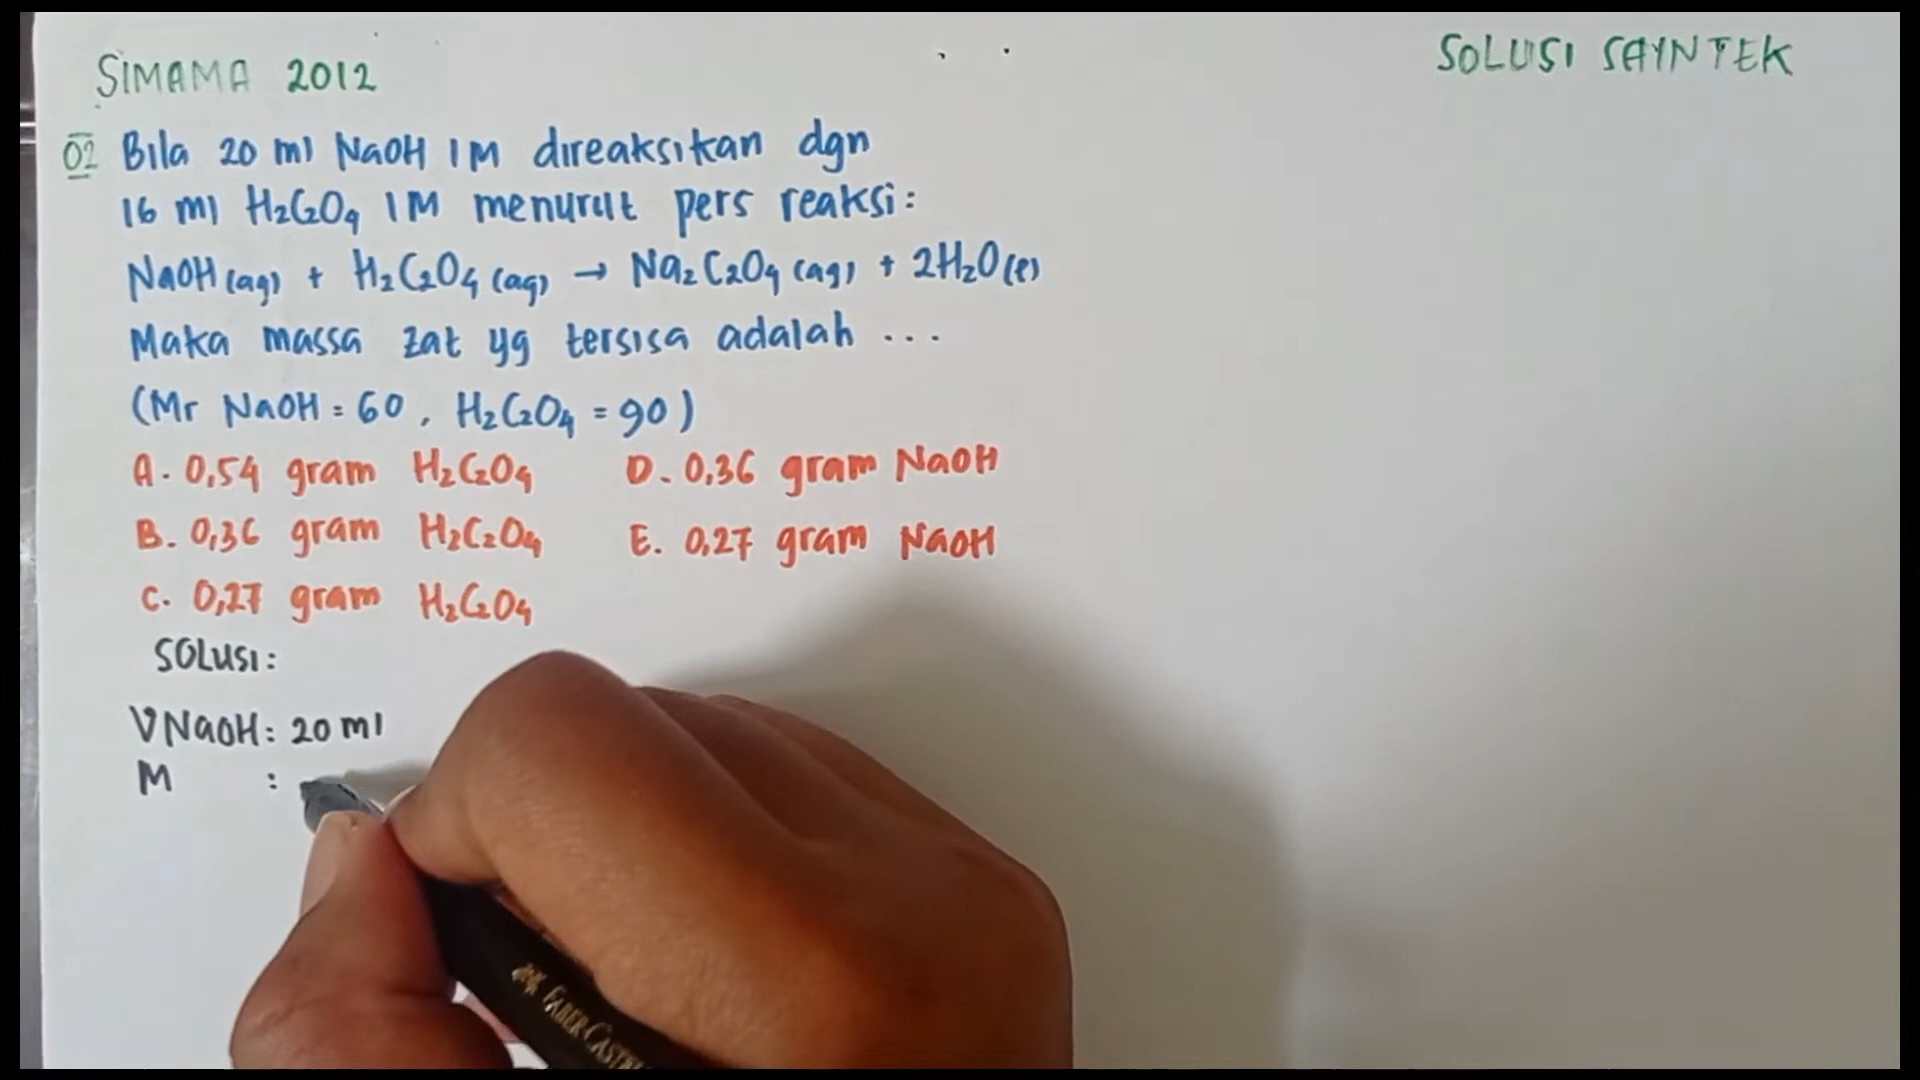 SIMAMA 2012
SOLUSI SAYNTEK
02 Bila 20 ml NaOH 1M direaksikan dgn
16 ml H₂C₂O₄ 1M menurut pers reaksi:
NaOH(aq) + H₂C₂O₄(aq) → Na₂C₂O₄(aq) + 2H₂O(l)
Maka massa zat yg tersisa adalah ...
(Mr NaOH = 60, H₂C₂O₄ = 90)
A. 0,54 gram H₂C₂O₄
D. 0,36 gram NaOH
B. 0,36 gram H₂C₂O₄
E. 0,27 gram NaOH
C. 0,27 gram H₂C₂O₄
SOLUSI:
V NaOH: 20 ml
M :
FABER-CASTELL